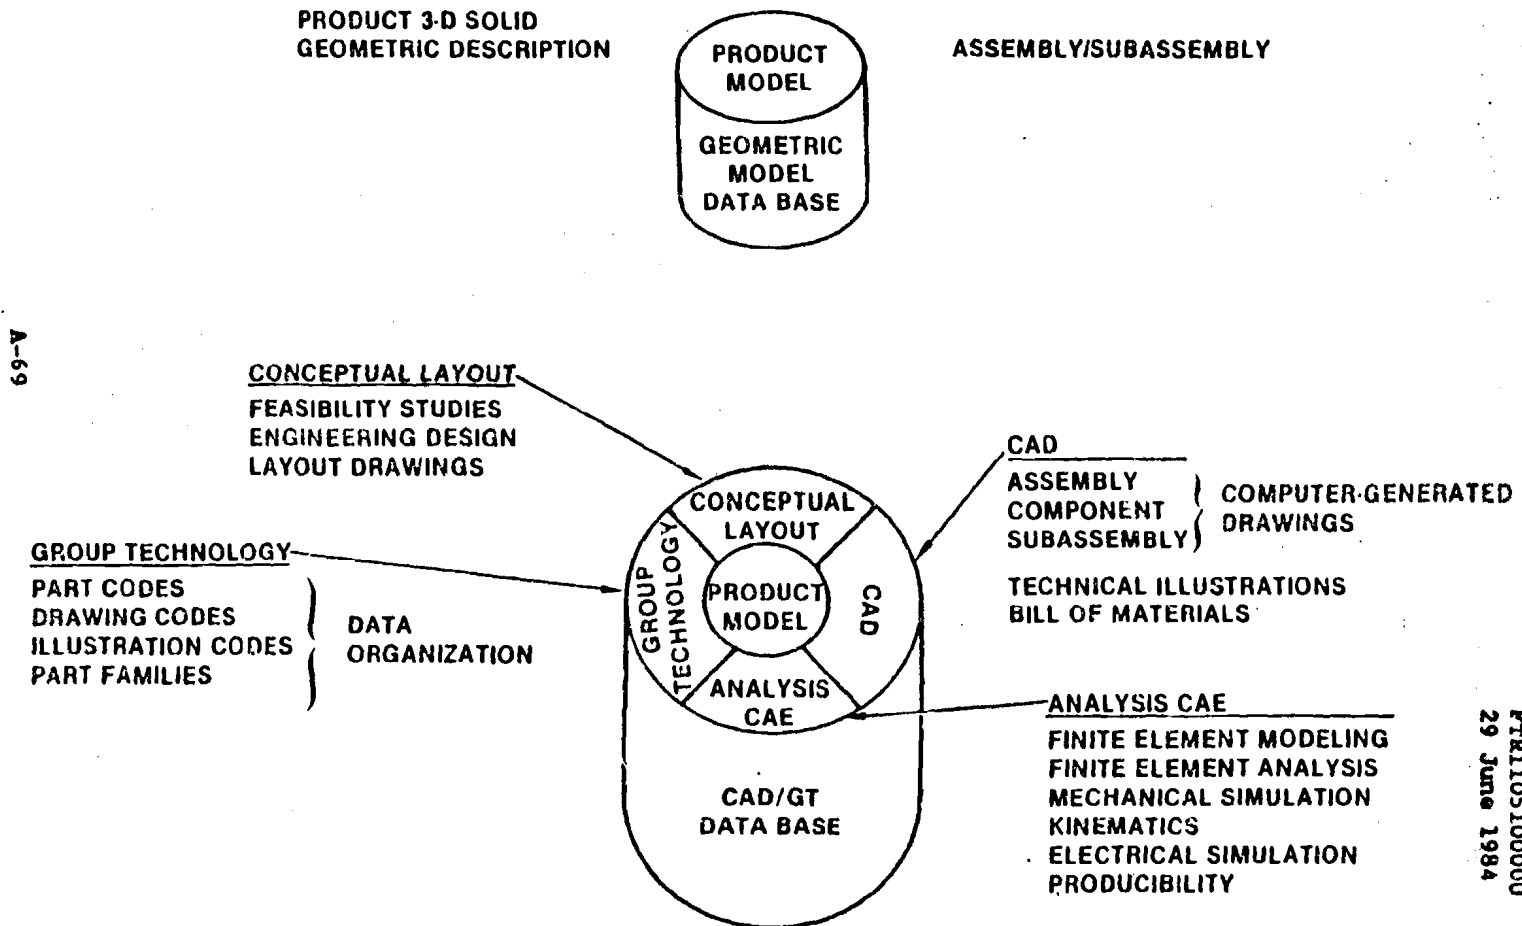 PRODUCT 3-D SOLID
GEOMETRIC DESCRIPTION
PRODUCT
MODEL
GEOMETRIC
MODEL
DATA BASE
ASSEMBLY/SUBASSEMBLY
A-69
CONCEPTUAL LAYOUT
FEASIBILITY STUDIES
ENGINEERING DESIGN
LAYOUT DRAWINGS
GROUP TECHNOLOGY
PART CODES
DRAWING CODES
ILLUSTRATION CODES
PART FAMILIES
DATA
ORGANIZATION
CONCEPTUAL
LAYOUT
GROUP
TECHNOLOGY
PRODUCT
MODEL
CAD
ANALYSIS
CAE
CAD/GT
DATA BASE
CAD
ASSEMBLY
COMPONENT
SUBASSEMBLY
COMPUTER-GENERATED
DRAWINGS
TECHNICAL ILLUSTRATIONS
BILL OF MATERIALS
ANALYSIS CAE
FINITE ELEMENT MODELING
FINITE ELEMENT ANALYSIS
MECHANICAL SIMULATION
KINEMATICS
ELECTRICAL SIMULATION
PRODUCIBILITY
29 June 1984